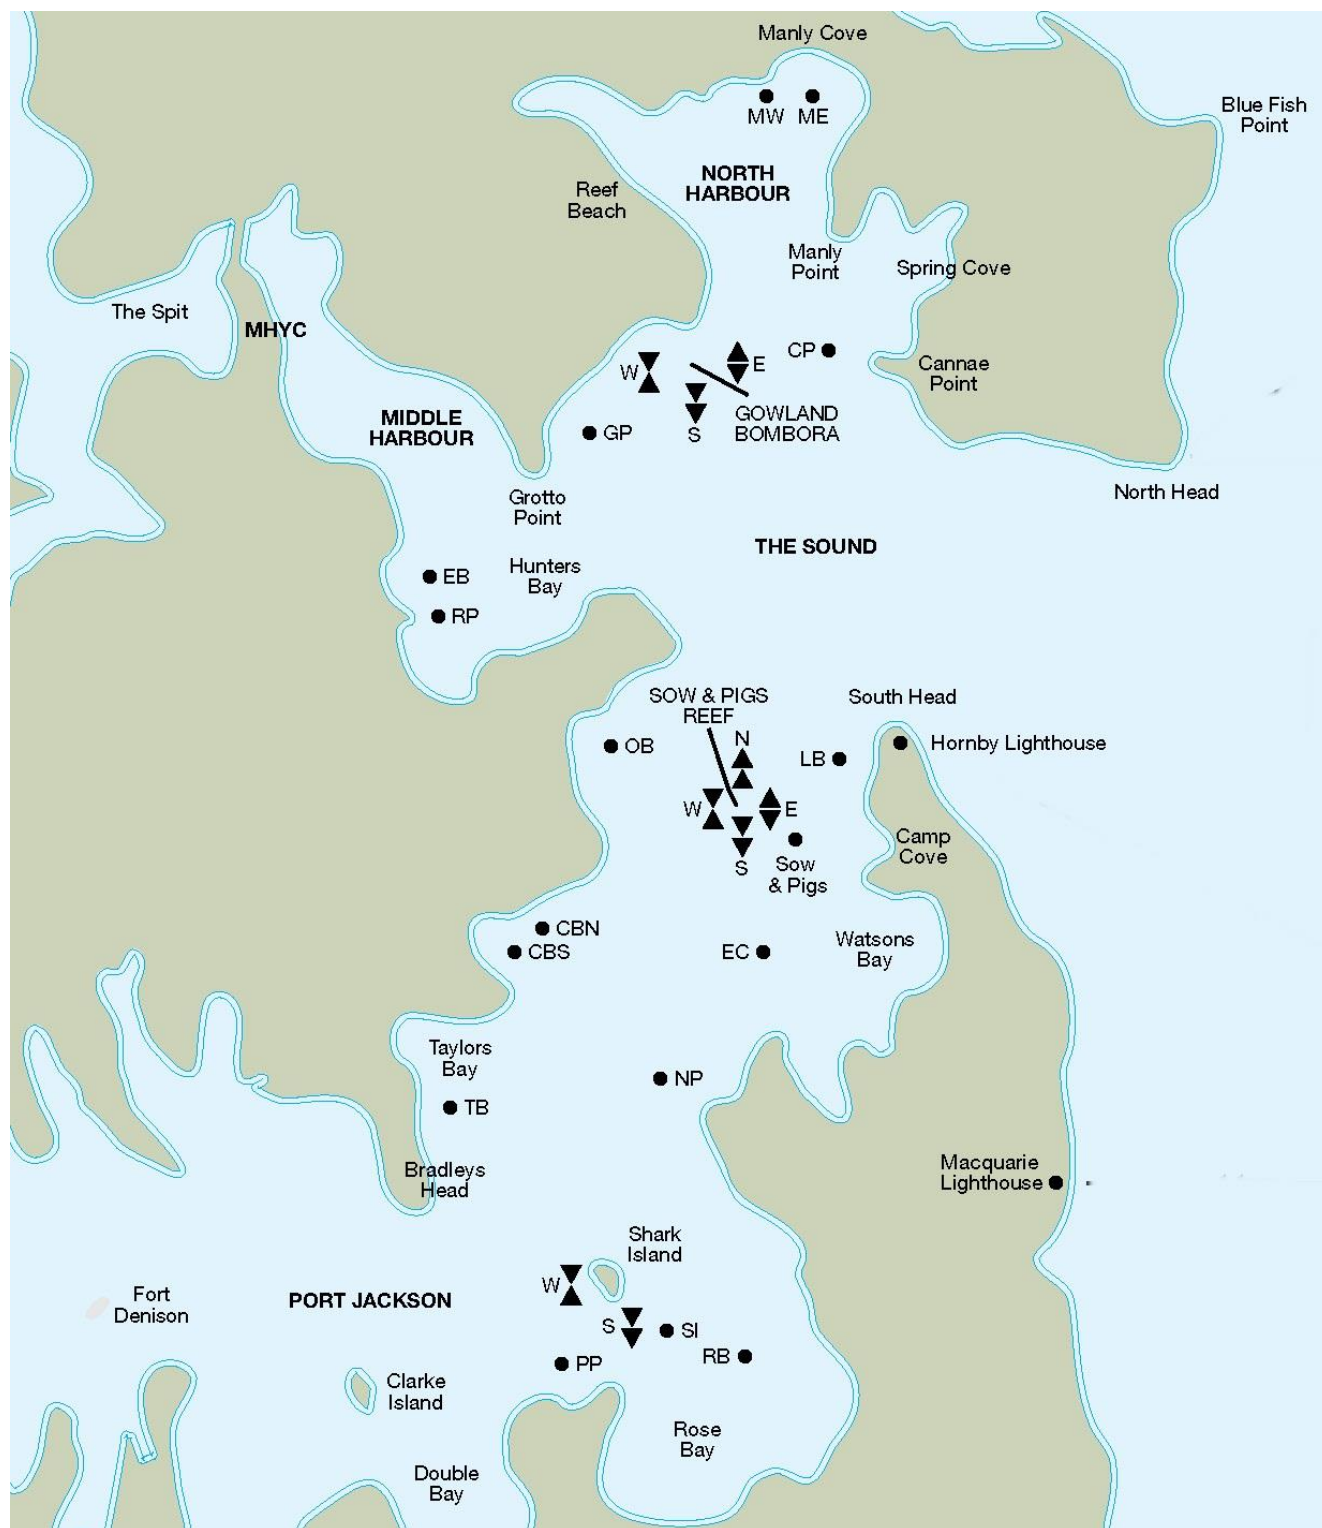 Manly Cove
Blue Fish
Point
MW
ME
NORTH
HARBOUR
Reef
Beach
Manly
Point
Spring Cove
The Spit
MHYC
CP
W
E
Cannae
Point
GOWLAND
BOMBORA
S
MIDDLE
HARBOUR
GP
North Head
Grotto
Point
THE SOUND
Hunters
Bay
EB
RP
SOW & PIGS
REEF
South Head
N
OB
LB
Hornby Lighthouse
W
E
Camp
Cove
S
Sow
& Pigs
CBN
CBS
EC
Watsons
Bay
Taylors
Bay
NP
TB
Bradleys
Head
Macquarie
Lighthouse
Shark
Island
W
Fort
Denison
PORT JACKSON
S
SI
RB
PP
Clarke
Island
Rose
Bay
Double
Bay